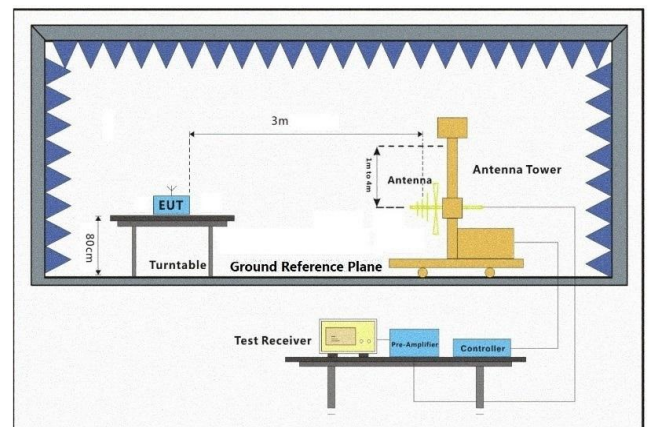 3m
1m to 4m
Antenna
Antenna Tower
EUT
80cm
Turntable
Ground Reference Plane
Test Receiver
Pre-Amplifier
Controller